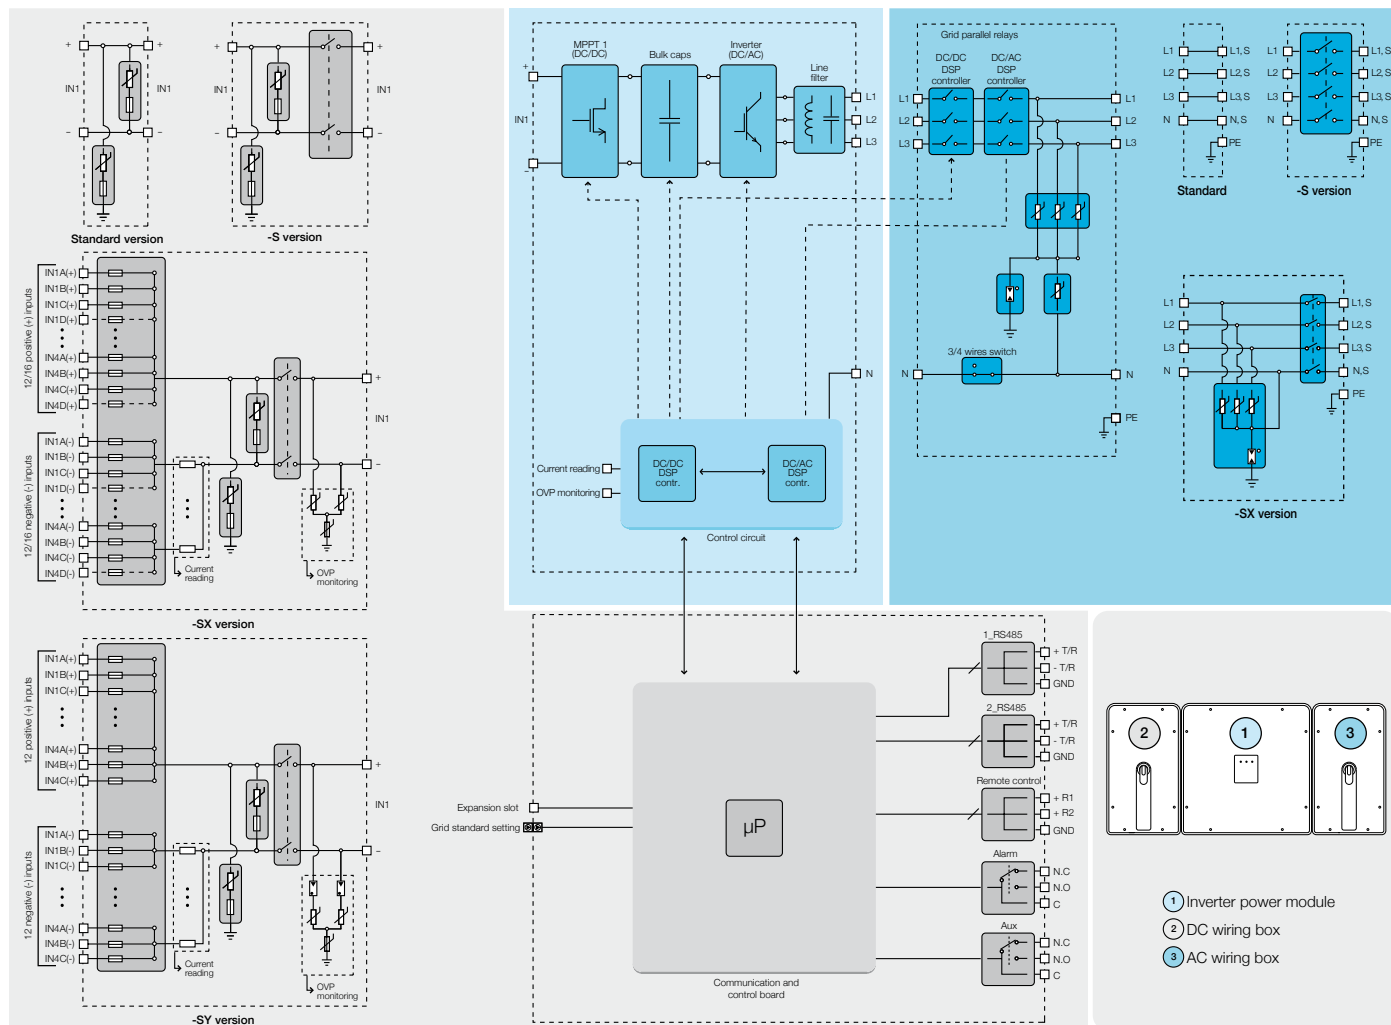 +
+
IN1
IN1
−
−
Standard version
+
+
IN1
IN1
−
−
-S version
12/16 positive (+) inputs
IN1A(+)
IN1B(+)
IN1C(+)
IN1D(+)
IN4A(+)
IN4B(+)
IN4C(+)
IN4D(+)
12/16 negative (-) inputs
IN1A(-)
IN1B(-)
IN1C(-)
IN1D(-)
IN4A(-)
IN4B(-)
IN4C(-)
IN4D(-)
+
IN1
−
Current
reading
OVP
monitoring
-SX version
12 positive (+) inputs
IN1A(+)
IN1B(+)
IN1C(+)
IN4A(+)
IN4B(+)
IN4C(+)
12 negative (-) inputs
IN1A(-)
IN1B(-)
IN1C(-)
IN4A(-)
IN4B(-)
IN4C(-)
+
IN1
−
Current
reading
OVP
monitoring
-SY version
MPPT 1
(DC/DC)
Bulk caps
Inverter
(DC/AC)
Line
filter
+
IN1
−
L1
L2
L3
N
Current reading
OVP monitoring
DC/DC
DSP
contr.
DC/AC
DSP
contr.
Control circuit
Grid parallel relays
DC/DC
DSP
controller
DC/AC
DSP
controller
L1
L2
L3
L1
L2
L3
3/4 wires switch
N
N
PE
L1
L2
L3
N
L1, S
L2, S
L3, S
N, S
PE
Standard
L1
L2
L3
N
L1, S
L2, S
L3, S
N, S
PE
-S version
L1
L2
L3
N
L1, S
L2, S
L3, S
N, S
PE
-SX version
Expansion slot
Grid standard setting
µP
Communication and
control board
1_RS485
+ T/R
- T/R
GND
2_RS485
+ T/R
- T/R
GND
Remote control
+ R1
+ R2
GND
Alarm
N.C
N.O
C
Aux
N.C
N.O
C
2
1
3
1 Inverter power module
2 DC wiring box
3 AC wiring box